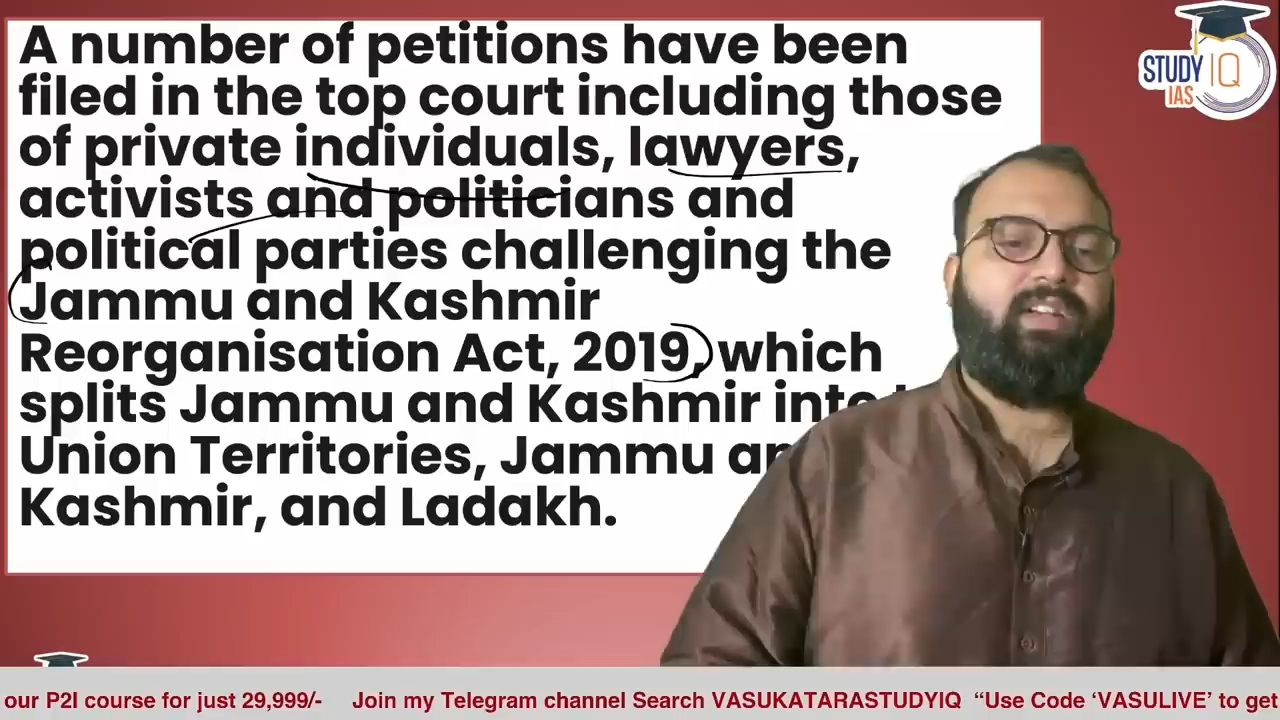 A number of petitions have been
filed in the top court including those
of private individuals, lawyers,
activists and politicians and
political parties challenging the
Jammu and Kashmir
Reorganisation Act, 2019, which
splits Jammu and Kashmir into
Union Territories, Jammu an
Kashmir, and Ladakh.
STUDY IQ
IAS
our P2I course for just 29,999/- Join my Telegram channel Search VASUKATARASTUDYIQ “Use Code ‘VASULIVE’ to get